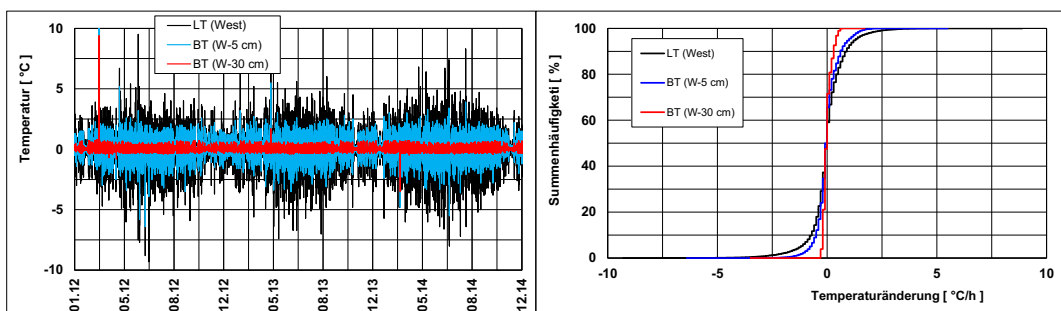 LT (West)
BT (W-5 cm)
BT (W-30 cm)
Temperatur [ °C]
10
5
0
-5
-10
01.12
05.12
08.12
12.12
05.13
08.13
12.13
05.14
08.14
12.14
LT (West)
BT (W-5 cm)
BT (W-30 cm)
Summenhäufigketi [ % ]
100
80
60
40
20
0
-10
-5
0
5
10
Temperaturänderung [ °C/h ]